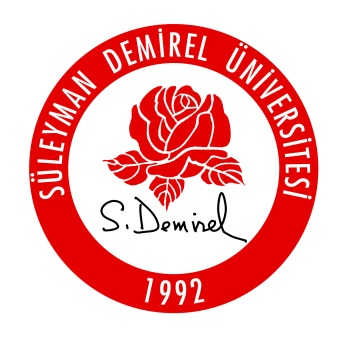 SÜLEYMAN DEMİREL ÜNİVERSİTESİ
S. Demirel
1992